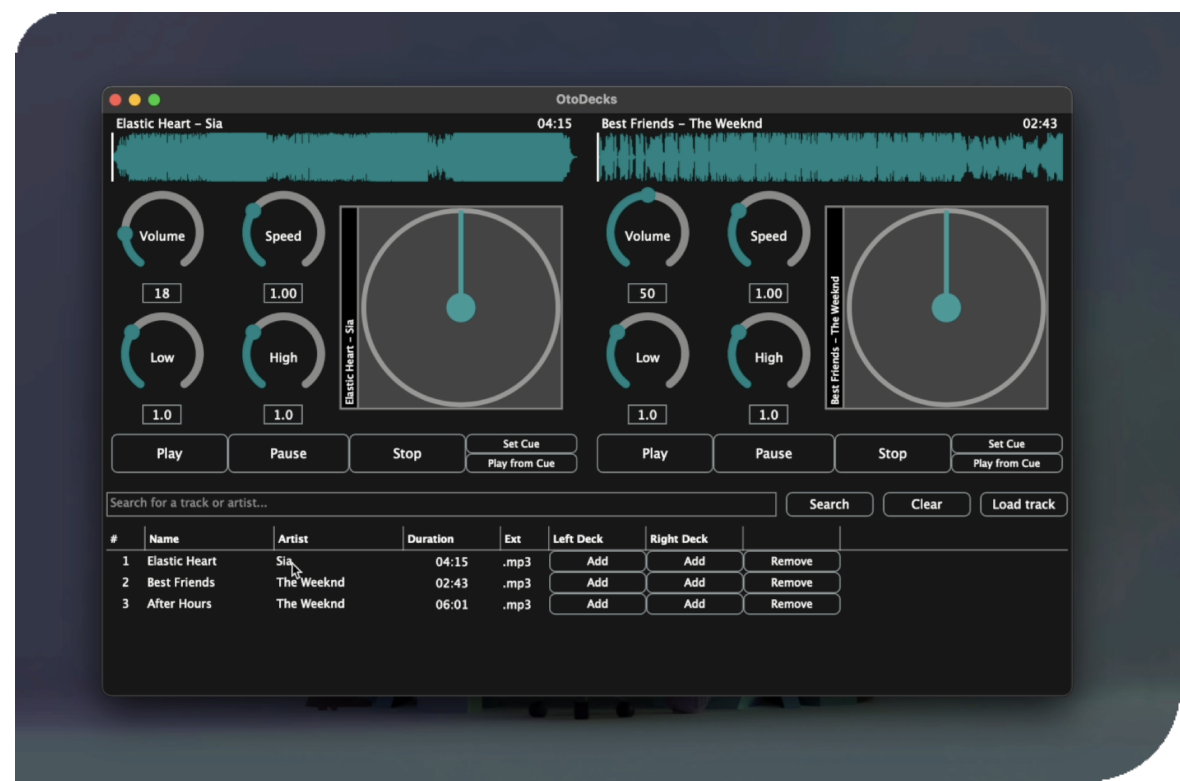 OtoDecks
Elastic Heart – Sia 04:15
Best Friends – The Weeknd 02:43
Volume Speed
18 1.00
Low High
1.0 1.0
Elastic Heart – Sia
Volume Speed
50 1.00
Low High
1.0 1.0
Best Friends – The Weeknd
Play Pause Stop Set Cue
Play from Cue
Play Pause Stop Set Cue
Play from Cue
Search for a track or artist... Search Clear Load track
# Name Artist Duration Ext Left Deck Right Deck
1 Elastic Heart Sia 04:15 .mp3 Add Add Remove
2 Best Friends The Weeknd 02:43 .mp3 Add Add Remove
3 After Hours The Weeknd 06:01 .mp3 Add Add Remove